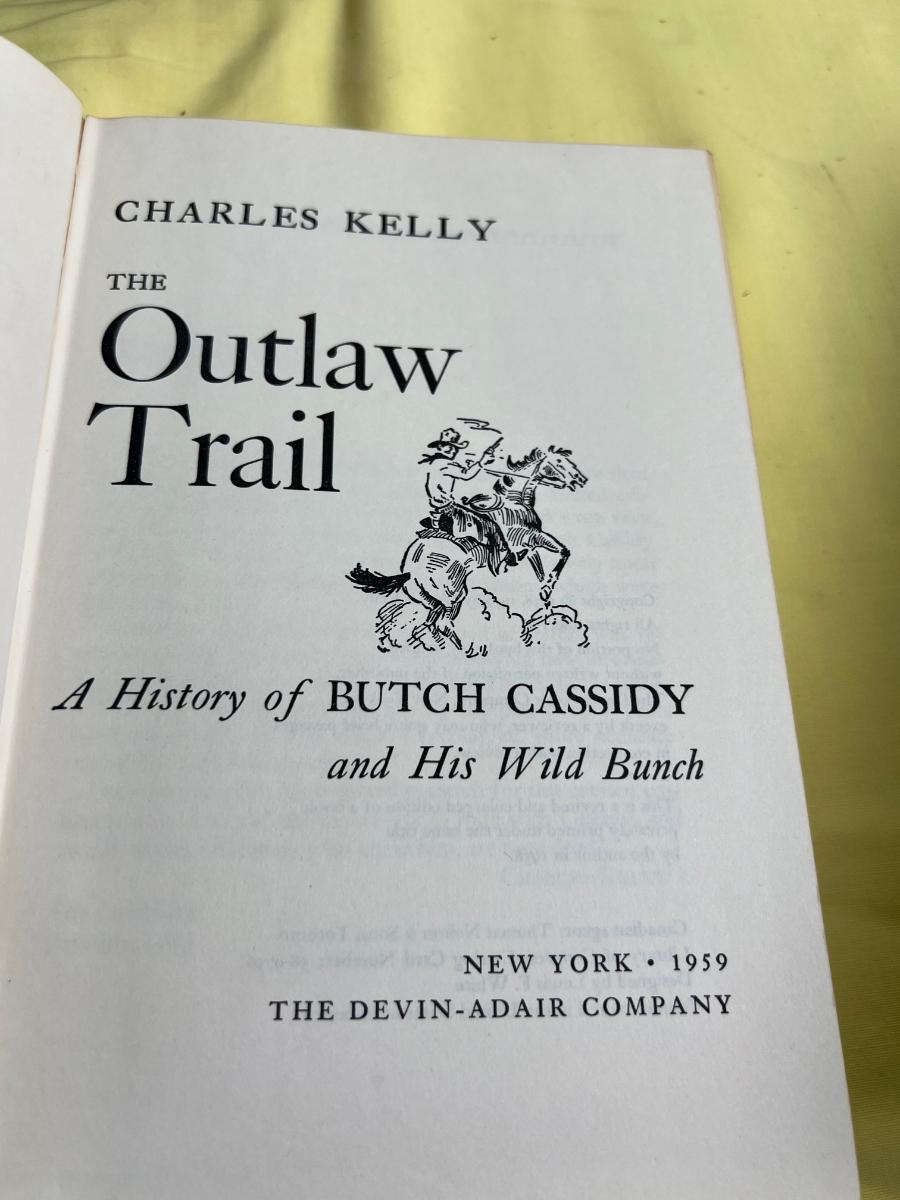 CHARLES KELLY
THE
Outlaw
Trail
A History of BUTCH CASSIDY
and His Wild Bunch
NEW YORK • 1959
THE DEVIN-ADAIR COMPANY